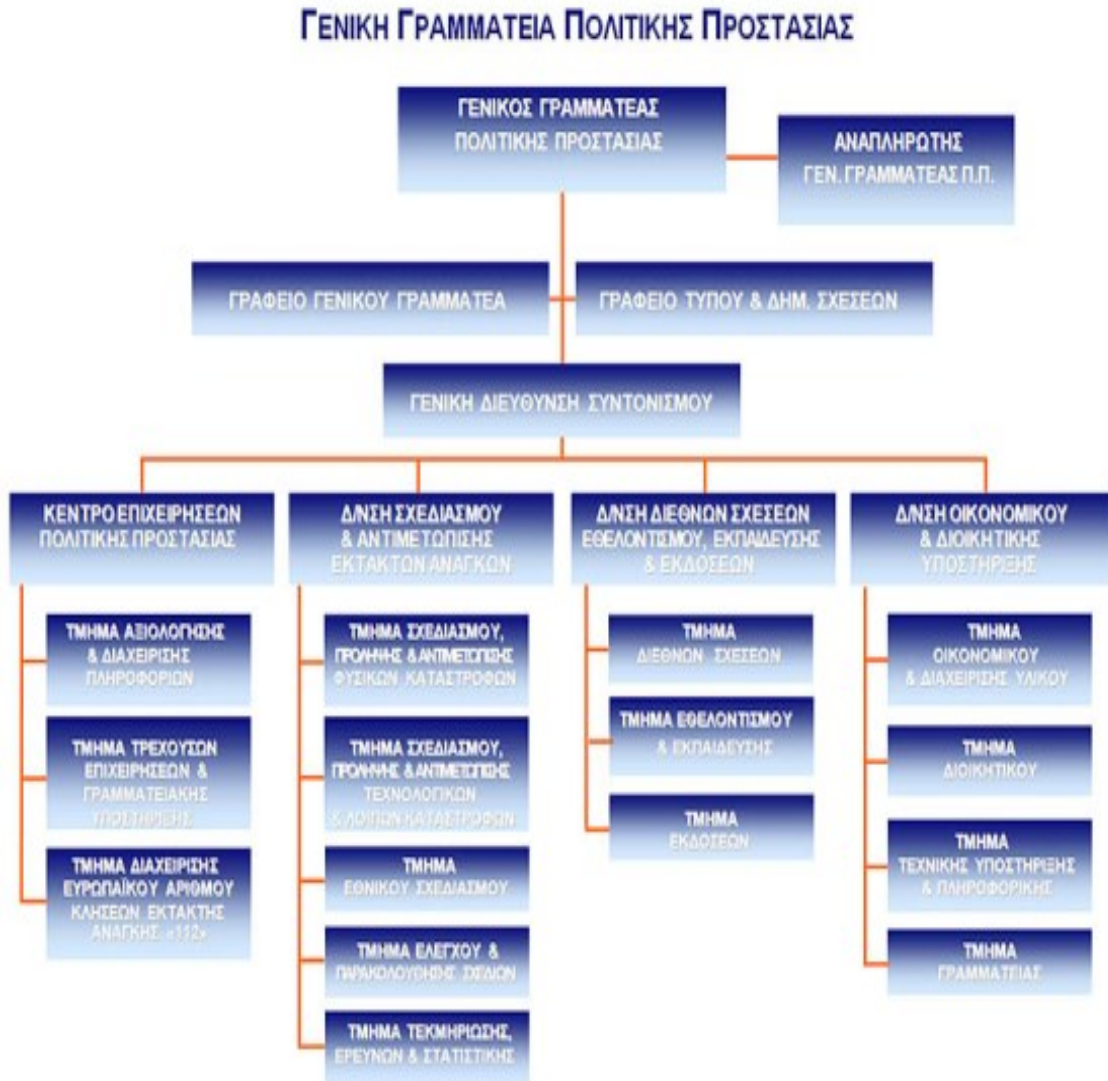 ΓΕΝΙΚΗ ΓΡΑΜΜΑΤΕΙΑ ΠΟΛΙΤΙΚΗΣ ΠΡΟΣΤΑΣΙΑΣ
ΓΕΝΙΚΟΣ ΓΡΑΜΜΑΤΕΑΣ
ΠΟΛΙΤΙΚΗΣ ΠΡΟΣΤΑΣΙΑΣ
ΑΝΑΠΛΗΡΩΤΗΣ
ΓΕΝ. ΓΡΑΜΜΑΤΕΑΣ Π.Π.
ΓΡΑΦΕΙΟ ΓΕΝΙΚΟΥ ΓΡΑΜΜΑΤΕΑ
ΓΡΑΦΕΙΟ ΤΥΠΟΥ & ΔΗΜ. ΣΧΕΣΕΩΝ
ΓΕΝΙΚΗ ΔΙΕΥΘΥΝΣΗ ΣΥΝΤΟΝΙΣΜΟΥ
ΚΕΝΤΡΟ ΕΠΙΧΕΙΡΗΣΕΩΝ
ΠΟΛΙΤΙΚΗΣ ΠΡΟΣΤΑΣΙΑΣ
ΤΜΗΜΑ ΑΞΙΟΛΟΓΗΣΗΣ
& ΔΙΑΧΕΙΡΙΣΗΣ
ΠΛΗΡΟΦΟΡΙΩΝ
ΤΜΗΜΑ ΤΡΕΧΟΥΣΩΝ
ΕΠΙΧΕΙΡΗΣΕΩΝ &
ΓΡΑΜΜΑΤΕΙΑΚΗΣ
ΥΠΟΣΤΗΡΙΞΗΣ
ΤΜΗΜΑ ΔΙΑΧΕΙΡΙΣΗΣ
ΕΥΡΩΠΑΪΚΟΥ ΑΡΙΘΜΟΥ
ΚΛΗΣΕΩΝ ΕΚΤΑΚΤΗΣ
ΑΝΑΓΚΗΣ «112»
Δ/ΝΣΗ ΣΧΕΔΙΑΣΜΟΥ
& ΑΝΤΙΜΕΤΩΠΙΣΗΣ
ΕΚΤΑΚΤΩΝ ΑΝΑΓΚΩΝ
ΤΜΗΜΑ ΣΧΕΔΙΑΣΜΟΥ,
ΠΡΟΛΗΨΗΣ & ΑΝΤΙΜΕΤΩΠΙΣΗΣ
ΦΥΣΙΚΩΝ ΚΑΤΑΣΤΡΟΦΩΝ
ΤΜΗΜΑ ΣΧΕΔΙΑΣΜΟΥ,
ΠΡΟΛΗΨΗΣ & ΑΝΤΙΜΕΤΩΠΙΣΗΣ
ΤΕΧΝΟΛΟΓΙΚΩΝ
& ΛΟΙΠΩΝ ΚΑΤΑΣΤΡΟΦΩΝ
ΤΜΗΜΑ
ΕΘΝΙΚΟΥ ΣΧΕΔΙΑΣΜΟΥ
ΤΜΗΜΑ ΕΛΕΓΧΟΥ &
ΠΑΡΑΚΟΛΟΥΘΗΣΗΣ ΣΧΕΔΙΩΝ
ΤΜΗΜΑ ΤΕΚΜΗΡΙΩΣΗΣ,
ΕΡΕΥΝΩΝ & ΣΤΑΤΙΣΤΙΚΗΣ
Δ/ΝΣΗ ΔΙΕΘΝΩΝ ΣΧΕΣΕΩΝ
ΕΘΕΛΟΝΤΙΣΜΟΥ, ΕΚΠΑΙΔΕΥΣΗΣ
& ΕΚΔΟΣΕΩΝ
ΤΜΗΜΑ
ΔΙΕΘΝΩΝ ΣΧΕΣΕΩΝ
ΤΜΗΜΑ ΕΘΕΛΟΝΤΙΣΜΟΥ
& ΕΚΠΑΙΔΕΥΣΗΣ
ΤΜΗΜΑ
ΕΚΔΟΣΕΩΝ
Δ/ΝΣΗ ΟΙΚΟΝΟΜΙΚΟΥ
& ΔΙΟΙΚΗΤΙΚΗΣ
ΥΠΟΣΤΗΡΙΞΗΣ
ΤΜΗΜΑ
ΟΙΚΟΝΟΜΙΚΟΥ
& ΔΙΑΧΕΙΡΙΣΗΣ ΥΛΙΚΟΥ
ΤΜΗΜΑ
ΔΙΟΙΚΗΤΙΚΟΥ
ΤΜΗΜΑ
ΤΕΧΝΙΚΗΣ ΥΠΟΣΤΗΡΙΞΗΣ
& ΠΛΗΡΟΦΟΡΙΚΗΣ
ΤΜΗΜΑ
ΓΡΑΜΜΑΤΕΙΑΣ